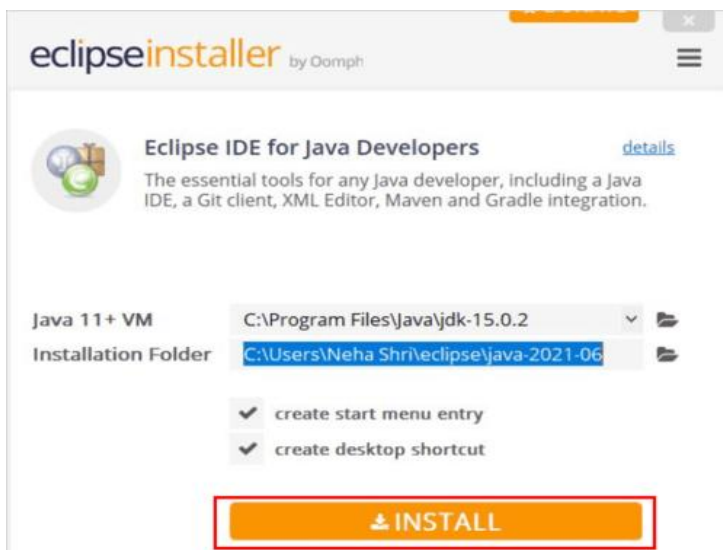 eclipseinstaller by Oomph
Eclipse IDE for Java Developers details
The essential tools for any Java developer, including a Java
IDE, a Git client, XML Editor, Maven and Gradle integration.
Java 11+ VM C:\Program Files\Java\jdk-15.0.2
Installation Folder C:\Users\Neha Shri\eclipse\java-2021-06
create start menu entry
create desktop shortcut
INSTALL